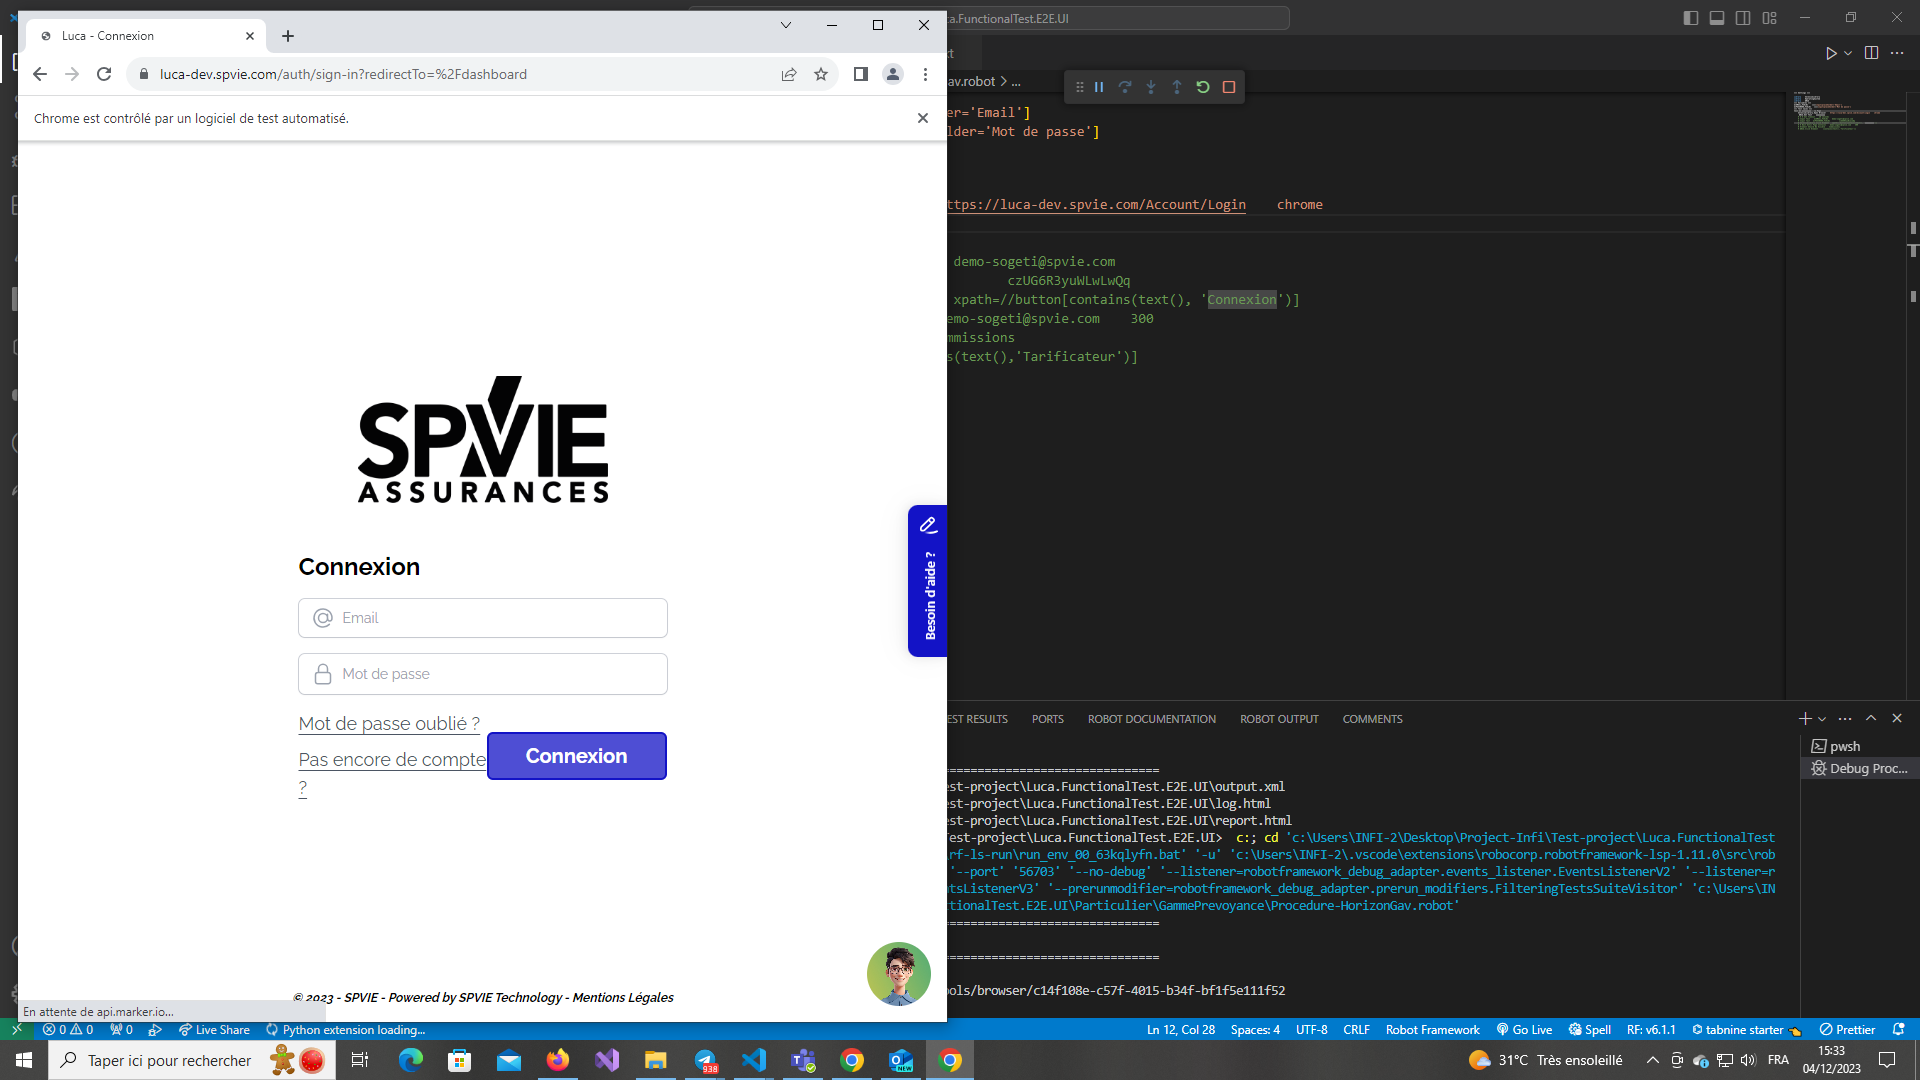 Luca - Connexion
luca-dev.spvie.com/auth/sign-in?redirectTo=%2Fdashboard
Chrome est contrôlé par un logiciel de test automatisé.
SPVIE
ASSURANCES
Connexion
Email
Mot de passe
Mot de passe oublié ?
Pas encore de compte
?
Connexion
Besoin d'aide ?
© 2023 - SPVIE - Powered by SPVIE Technology - Mentions Légales
En attente de api.marker.io...
ca.FunctionalTest.E2E.UI
av.robot > ...
er='Email']
lder='Mot de passe']
ttps://luca-dev.spvie.com/Account/Login    chrome
demo-sogeti@spvie.com
czUG6R3yuWLwLwQq
xpath=//button[contains(text(), 'Connexion')]
emo-sogeti@spvie.com    300
mmissions
s(text(),'Tarificateur')]
EST RESULTS
PORTS
ROBOT DOCUMENTATION
ROBOT OUTPUT
COMMENTS
pwsh
Debug Proc...
==============================
est-project\Luca.FunctionalTest.E2E.UI\output.xml
est-project\Luca.FunctionalTest.E2E.UI\log.html
est-project\Luca.FunctionalTest.E2E.UI\report.html
Test-project\Luca.FunctionalTest.E2E.UI>  c:; cd 'c:\Users\INFI-2\Desktop\Project-Infi\Test-project\Luca.FunctionalTest
rf-ls-run\run_env_00_63kqlyfn.bat' '-u' 'c:\Users\INFI-2\.vscode\extensions\robocorp.robotframework-lsp-1.11.0\src\rob
'--port' '56703' '--no-debug' '--listener=robotframework_debug_adapter.events_listener.EventsListenerV2' '--listener=r
ntsListenerV3' '--prerunmodifier=robotframework_debug_adapter.prerun_modifiers.FilteringTestsSuiteVisitor' 'c:\Users\IN
ctionalTest.E2E.UI\Particulier\GammePrevoyance\Procedure-HorizonGav.robot'
==============================
==============================
ols/browser/c14f108e-c57f-4015-b34f-bf1f5e111f52
0 0 0 Live Share Python extension loading... Ln 12, Col 28 Spaces: 4 UTF-8 CRLF Robot Framework Go Live Spell RF: v6.1.1 tabnine starter Prettier
Taper ici pour rechercher
938
NEW
31°C Très ensoleillé
FRA
15:33
04/12/2023